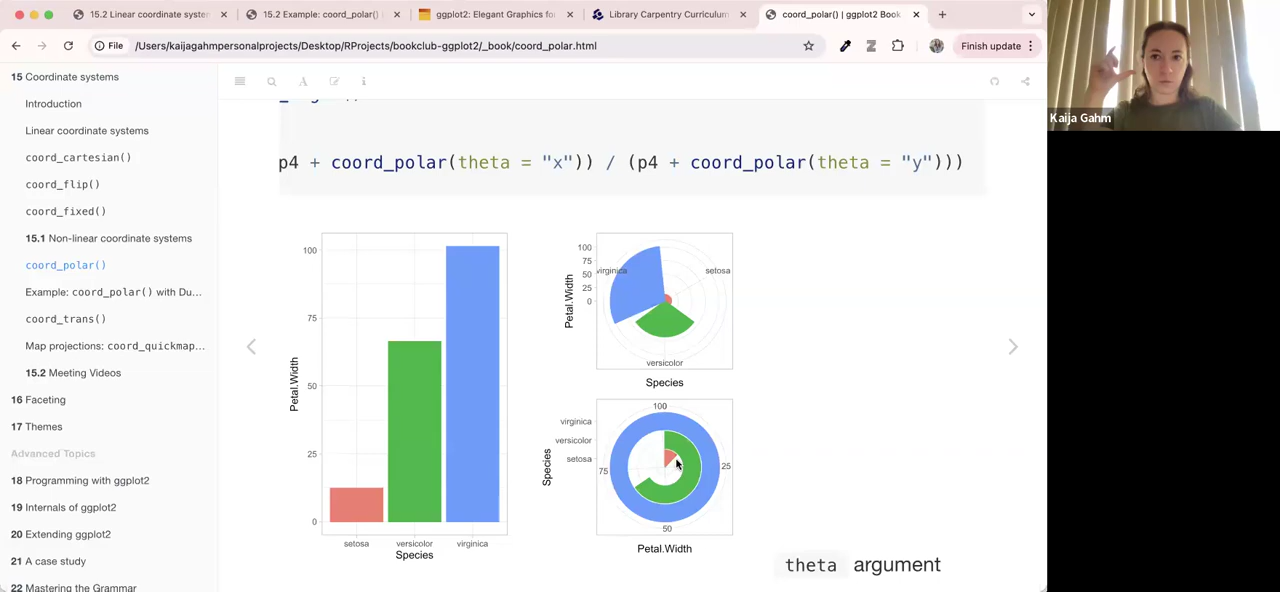 15.2 Linear coordinate system
15.2 Example: coord_polar()
ggplot2: Elegant Graphics fo
Library Carpentry Curriculum
coord_polar() | ggplot2 Book
File
/Users/kaijagahmpersonalprojects/Desktop/RProjects/bookclub-ggplot2/_book/coord_polar.html
Finish update
Kaija Gahm
15 Coordinate systems
Introduction
Linear coordinate systems
coord_cartesian()
coord_flip()
coord_fixed()
15.1 Non-linear coordinate systems
coord_polar()
Example: coord_polar() with Du...
coord_trans()
Map projections: coord_quickmap...
15.2 Meeting Videos
16 Faceting
17 Themes
Advanced Topics
18 Programming with ggplot2
19 Internals of ggplot2
20 Extending ggplot2
21 A case study
22 Mastering the Grammar
p4 + coord_polar(theta = "x")) / (p4 + coord_polar(theta = "y")))
100
75
50
25
0
Petal.Width
setosa versicolor virginica
Species
100
75
50
25
0
Petal.Width
virginica
setosa
versicolor
Species
100
virginica
versicolor
setosa
Species
75
25
50
Petal.Width
theta argument